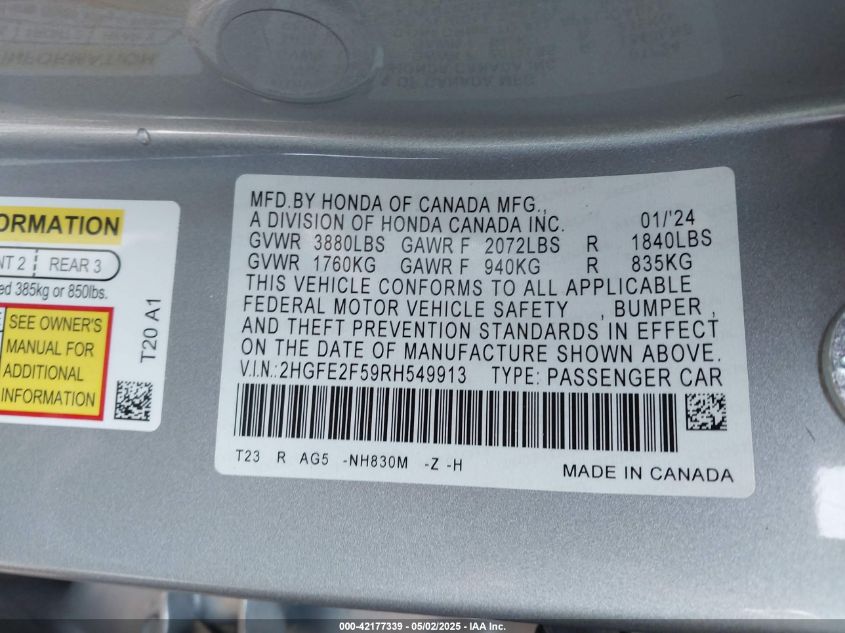 ORMATION
NT 2 REAR 3
ed 385kg or 850lbs.
SEE OWNER'S
MANUAL FOR
ADDITIONAL
INFORMATION
T20 A1
MFD.BY HONDA OF CANADA MFG.,
A DIVISION OF HONDA CANADA INC. 01/'24
GVWR 3880LBS GAWR F 2072LBS R 1840LBS
GVWR 1760KG GAWR F 940KG R 835KG
THIS VEHICLE CONFORMS TO ALL APPLICABLE
FEDERAL MOTOR VEHICLE SAFETY , BUMPER ,
AND THEFT PREVENTION STANDARDS IN EFFECT
ON THE DATE OF MANUFACTURE SHOWN ABOVE.
V.I.N.: 2HGFE2F59RH549913 TYPE: PASSENGER CAR
T23 R AG5 -NH830M -Z -H
MADE IN CANADA
000-42177339 - 05/02/2025 - IAA Inc.